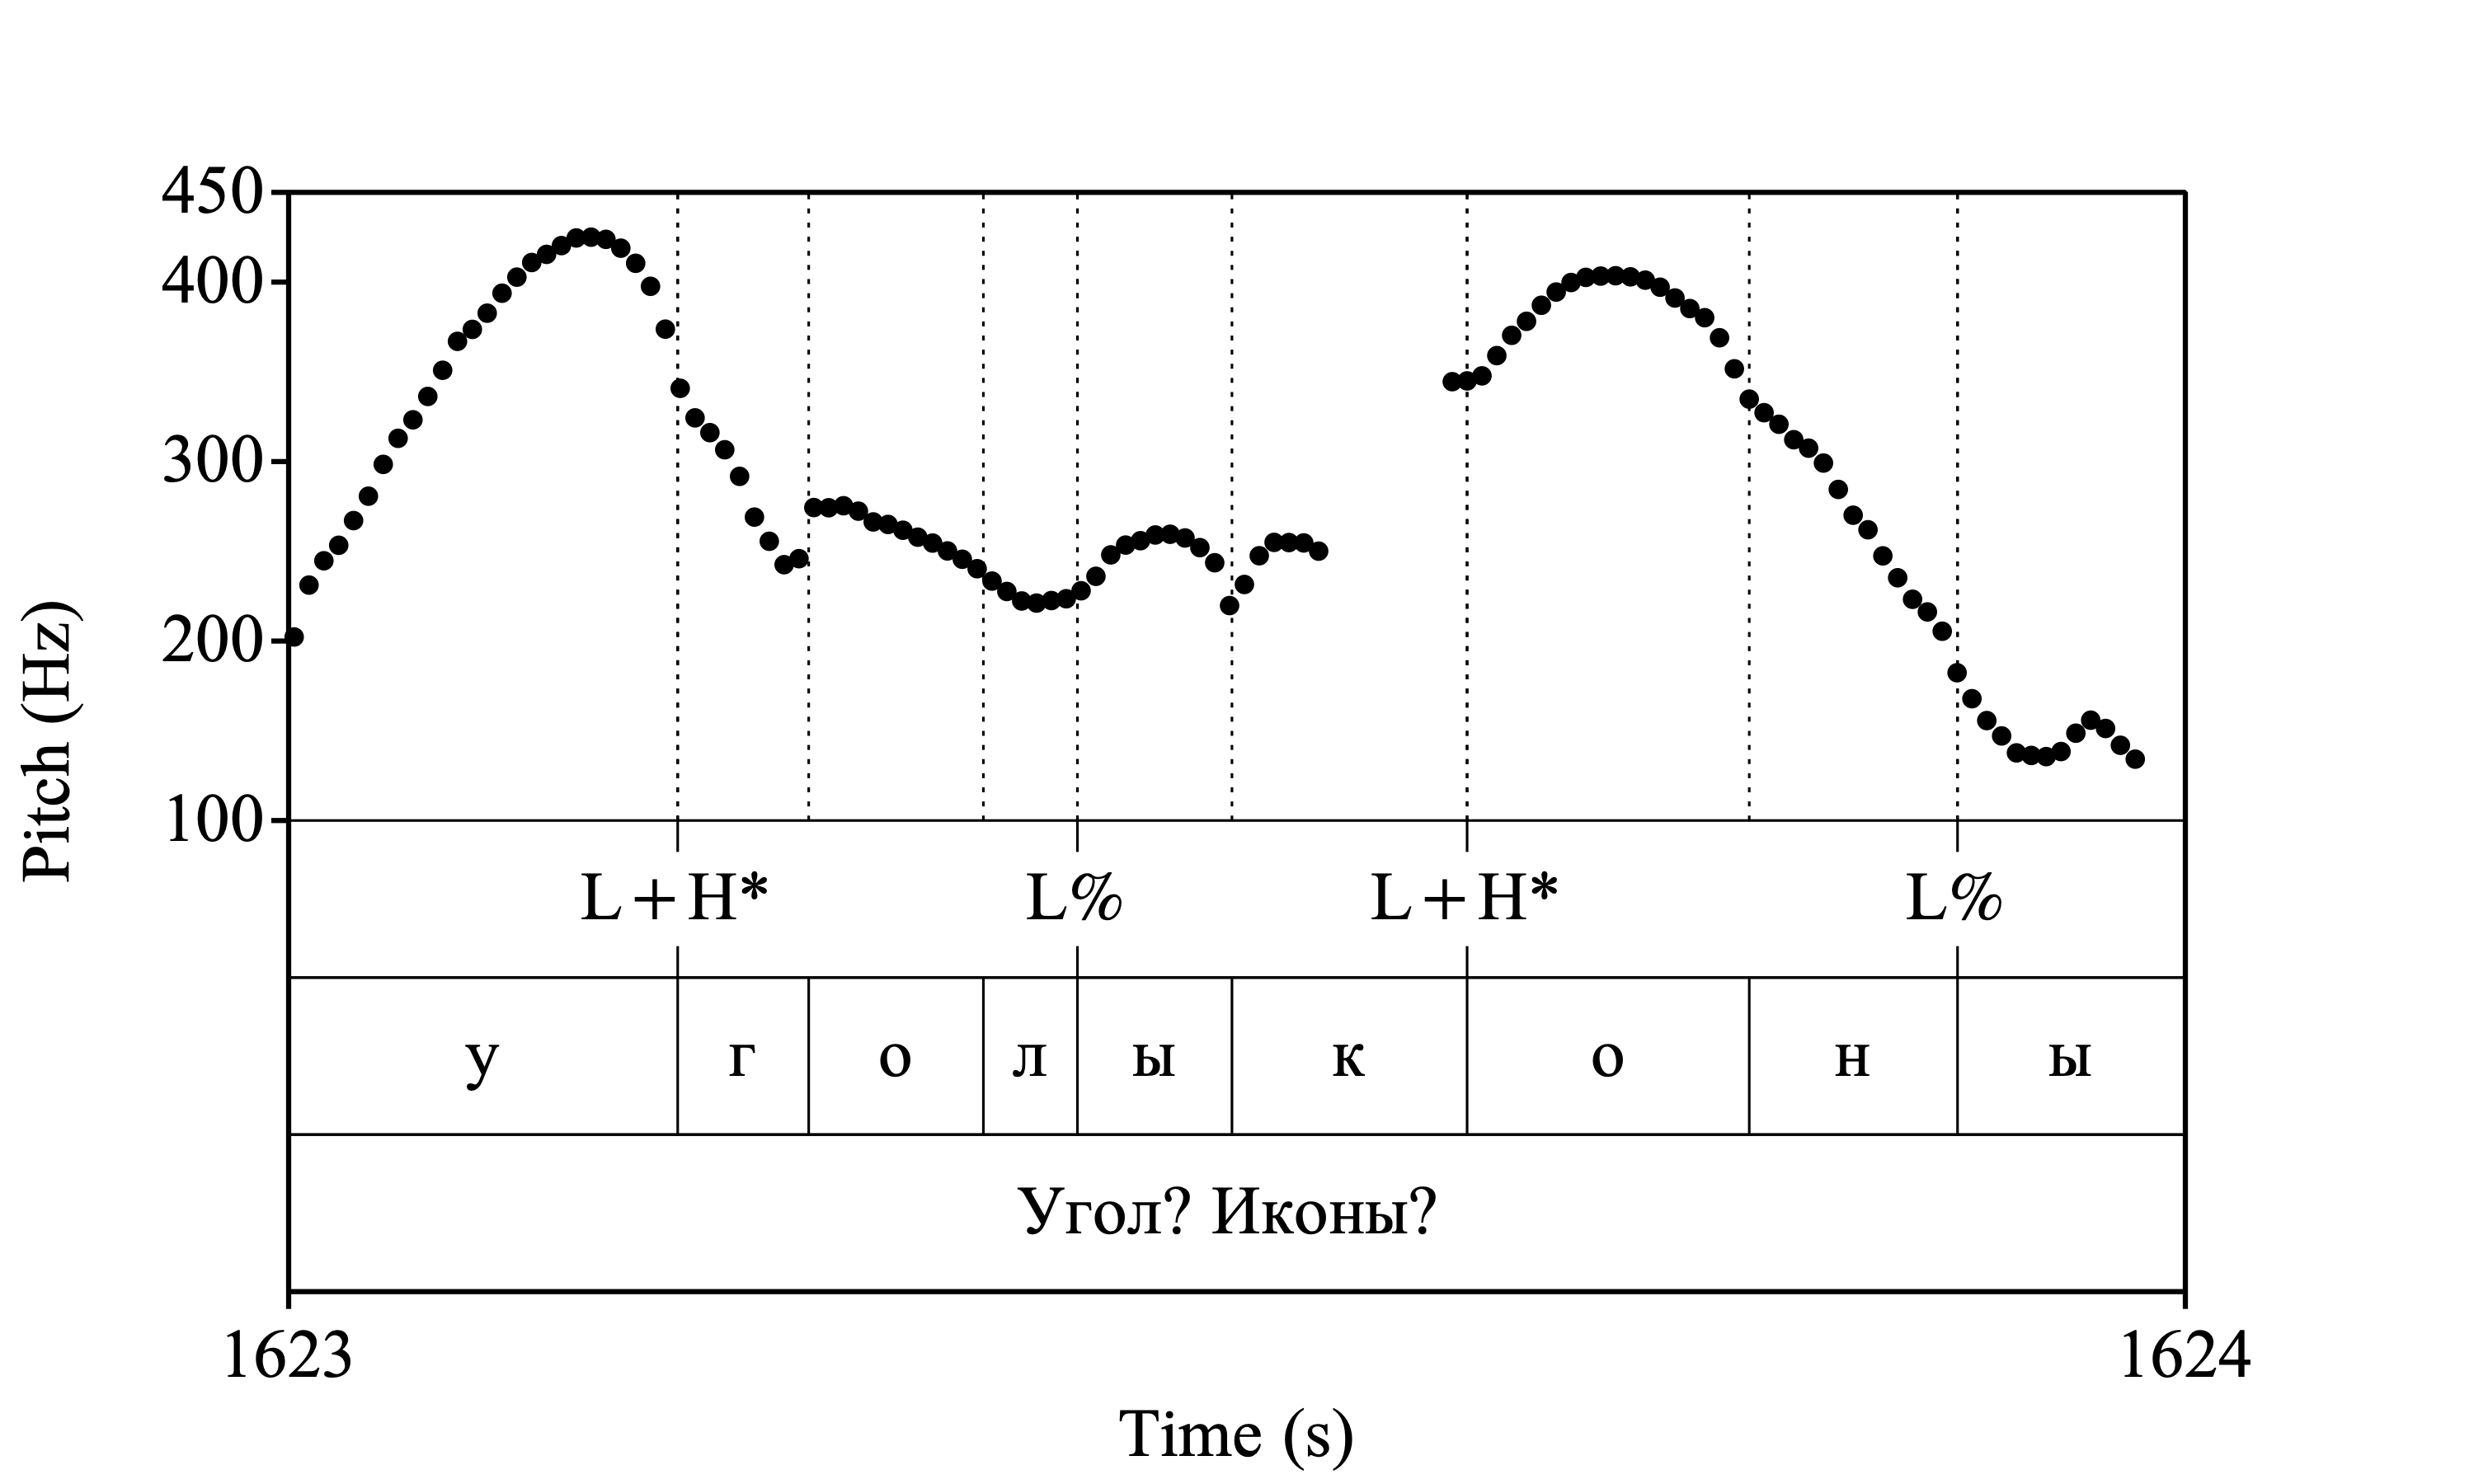 450
400
300
200
100
Pitch (Hz)
L+H* L% L+H* L%
у г о л ы к о н ы
Угол? Иконы?
1623 1624
Time (s)